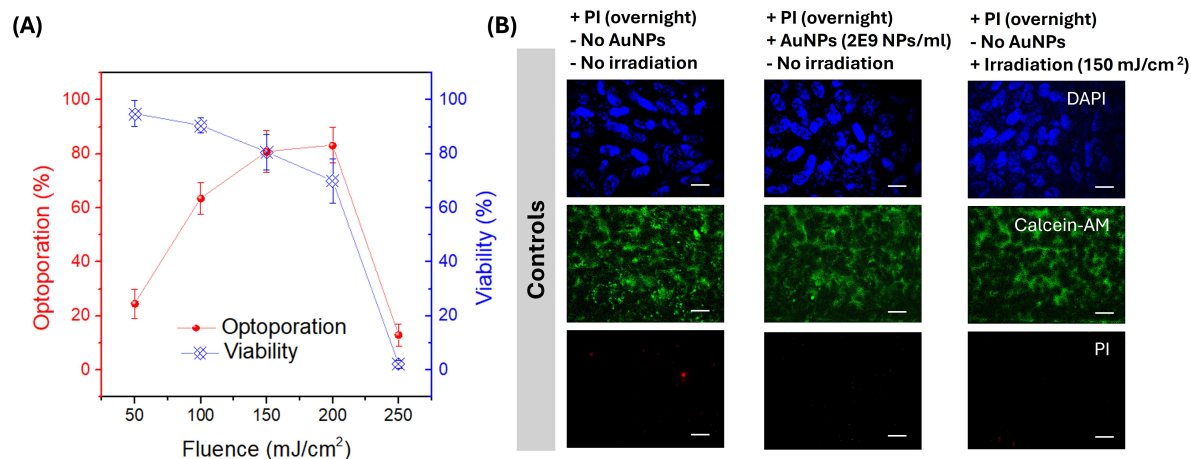 (A)
100
80
60
40
20
0
Optoporation (%)
100
80
60
40
20
0
Viability (%)
Optoporation
Viability
50 100 150 200 250
Fluence (mJ/cm²)
(B)
+ PI (overnight)
- No AuNPs
- No irradiation
+ PI (overnight)
+ AuNPs (2E9 NPs/ml)
- No irradiation
+ PI (overnight)
- No AuNPs
+ Irradiation (150 mJ/cm²)
Controls
DAPI
Calcein-AM
PI